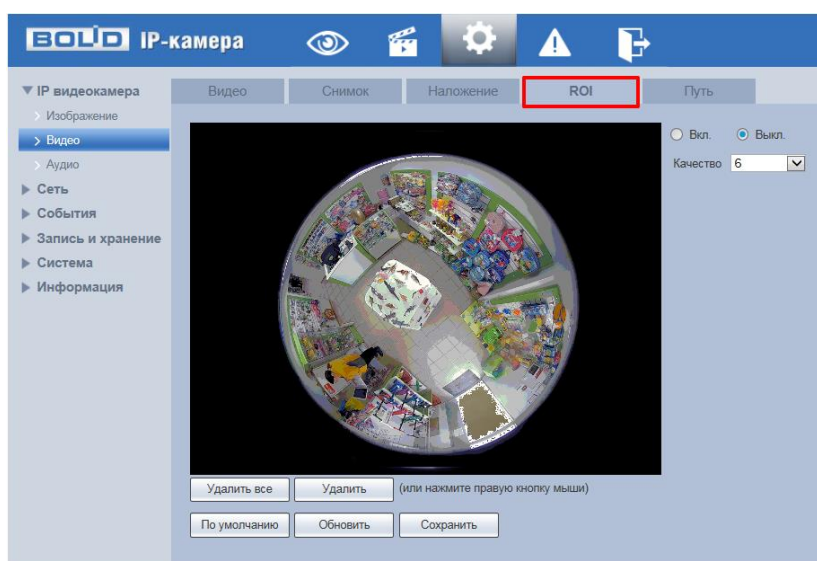 BOLID IP-камера
IP видеокамера
Изображение
Видео
Аудио
Сеть
События
Запись и хранение
Система
Информация
Видео Снимок Наложение ROI Путь
Вкл. Выкл.
Качество 6
Удалить все Удалить (или нажмите правую кнопку мыши)
По умолчанию Обновить Сохранить